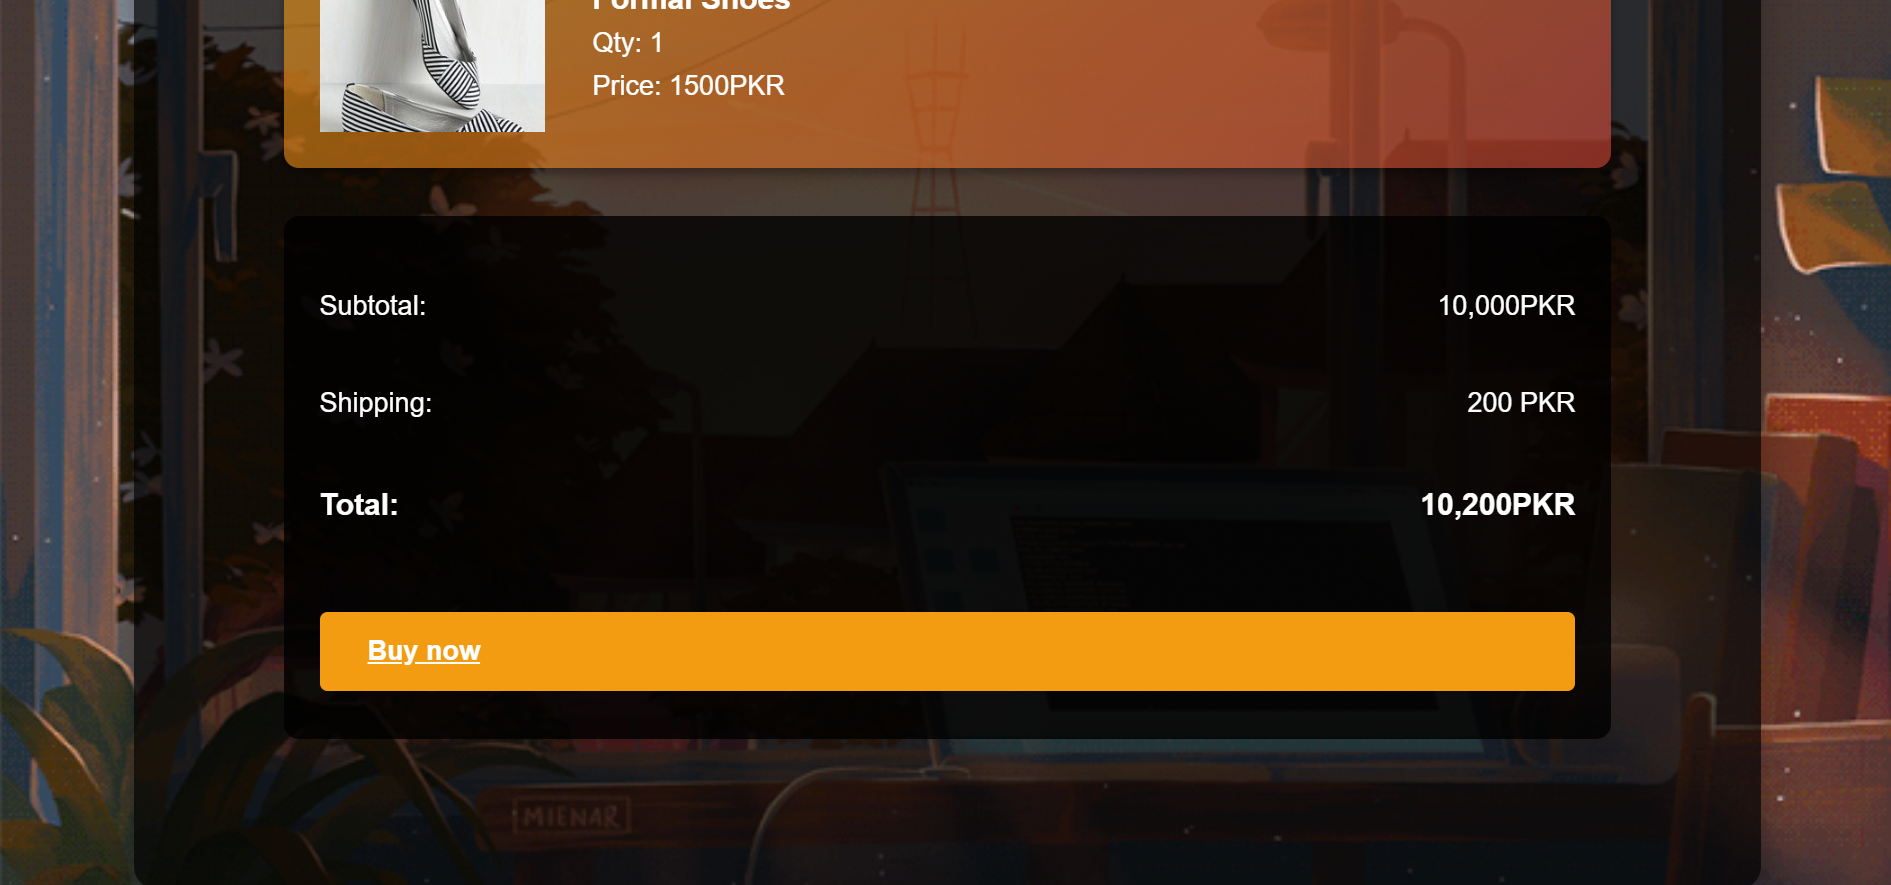 Formal Shoes
Qty: 1
Price: 1500PKR
Subtotal: 10,000PKR
Shipping: 200 PKR
Total: 10,200PKR
Buy now
MIENAR